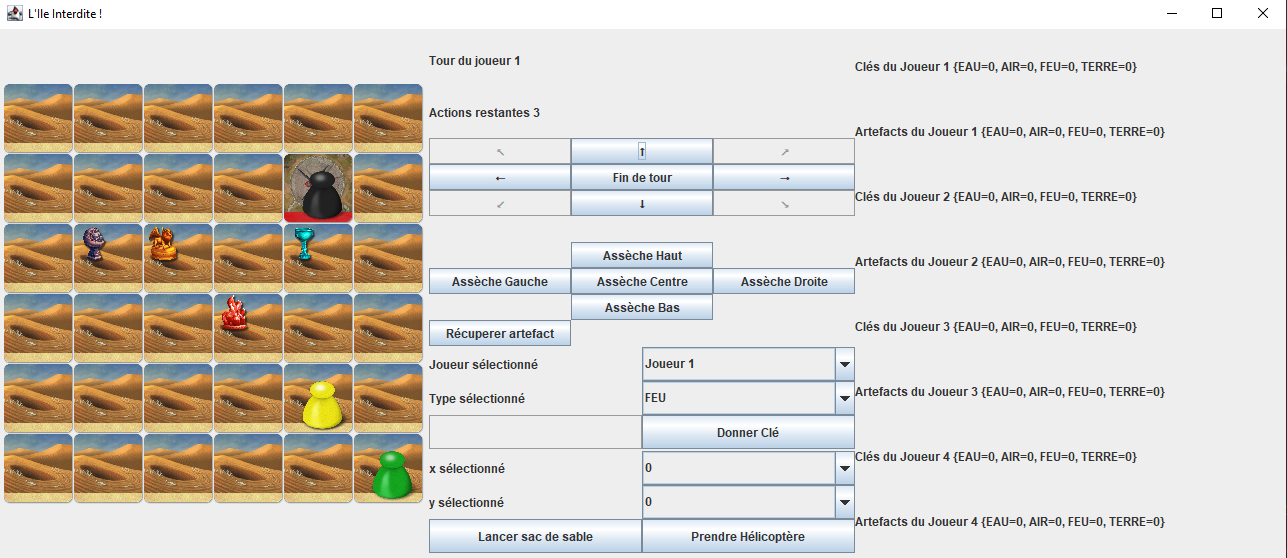 L'Ile Interdite !
Tour du joueur 1
Actions restantes 3
↖ ↑ ↗
← Fin de tour →
↙ ↓ ↘
Assèche Haut
Assèche Gauche Assèche Centre Assèche Droite
Assèche Bas
Récuperer artefact
Joueur sélectionné Joueur 1
Type sélectionné FEU
Donner Clé
x sélectionné 0
y sélectionné 0
Lancer sac de sable Prendre Hélicoptère
Clés du Joueur 1 {EAU=0, AIR=0, FEU=0, TERRE=0}
Artefacts du Joueur 1 {EAU=0, AIR=0, FEU=0, TERRE=0}
Clés du Joueur 2 {EAU=0, AIR=0, FEU=0, TERRE=0}
Artefacts du Joueur 2 {EAU=0, AIR=0, FEU=0, TERRE=0}
Clés du Joueur 3 {EAU=0, AIR=0, FEU=0, TERRE=0}
Artefacts du Joueur 3 {EAU=0, AIR=0, FEU=0, TERRE=0}
Clés du Joueur 4 {EAU=0, AIR=0, FEU=0, TERRE=0}
Artefacts du Joueur 4 {EAU=0, AIR=0, FEU=0, TERRE=0}